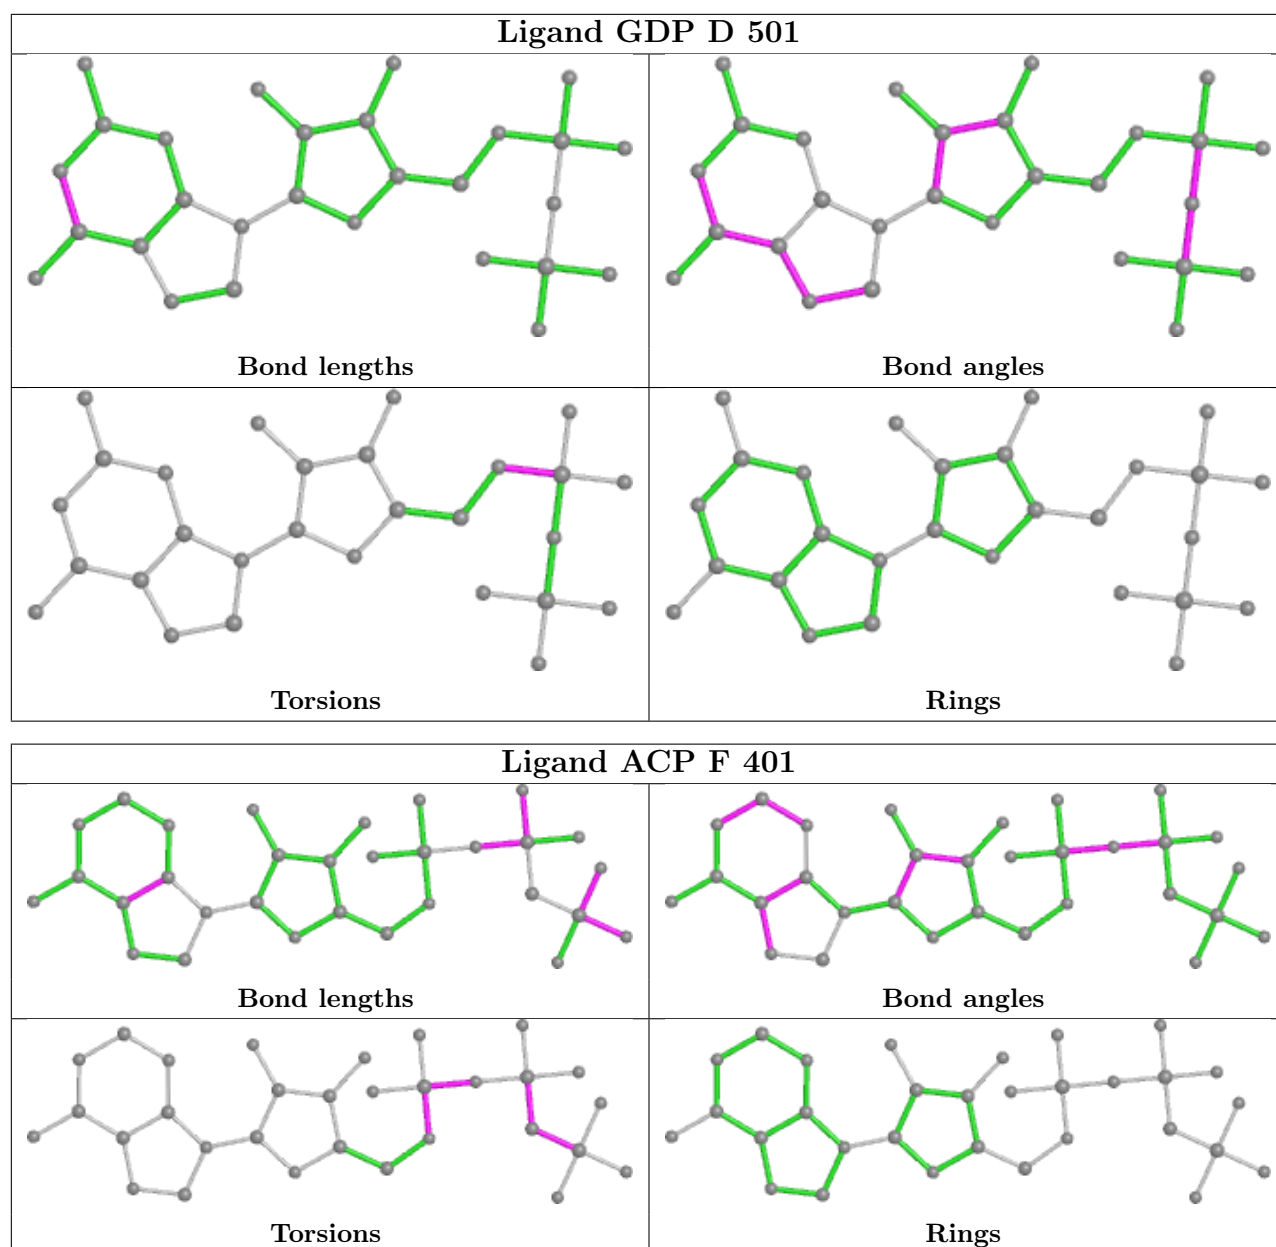 Ligand GDP D 501
Bond lengths
Bond angles
Torsions
Rings
Ligand ACP F 401
Bond lengths
Bond angles
Torsions
Rings